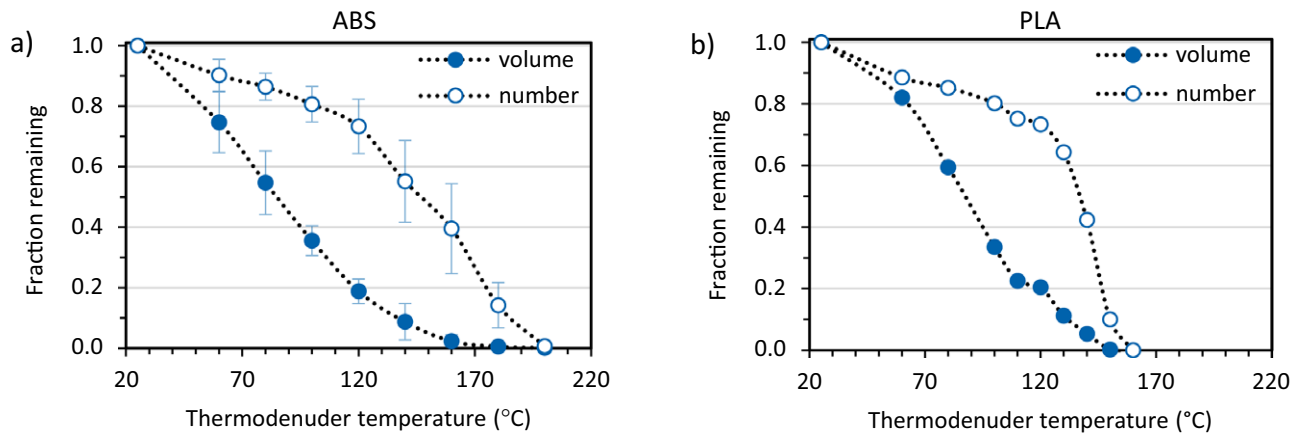 a)
ABS
Fraction remaining
1.0
0.8
0.6
0.4
0.2
0.0
volume
number
20
70
120
170
220
Thermodenuder temperature (°C)
b)
PLA
Fraction remaining
1.0
0.8
0.6
0.4
0.2
0.0
volume
number
20
70
120
170
220
Thermodenuder temperature (°C)